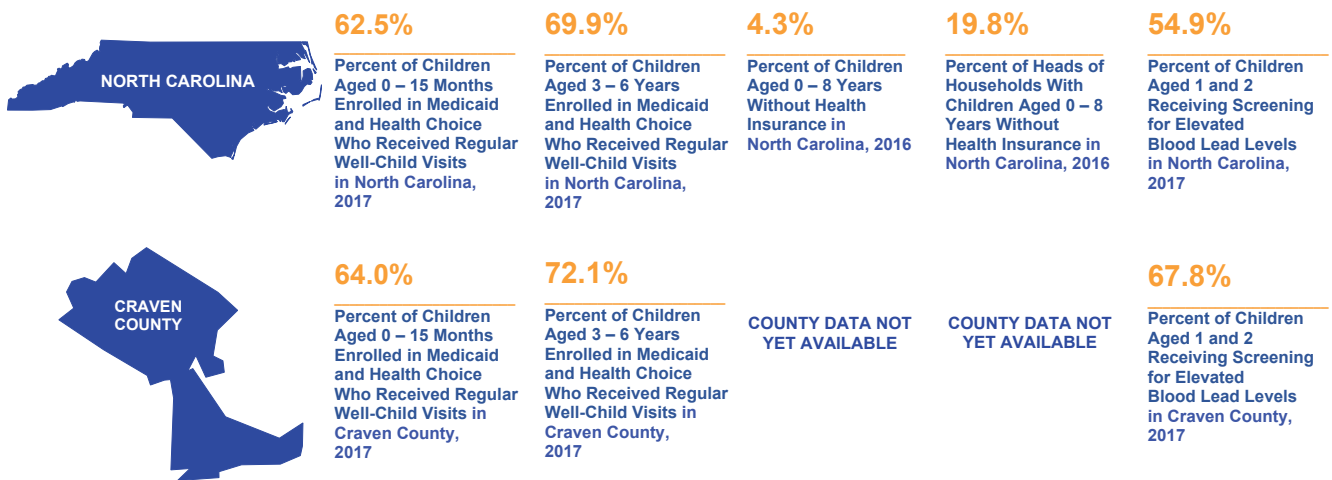 NORTH CAROLINA
62.5%
Percent of Children
Aged 0 – 15 Months
Enrolled in Medicaid
and Health Choice
Who Received Regular
Well-Child Visits
in North Carolina,
2017
69.9%
Percent of Children
Aged 3 – 6 Years
Enrolled in Medicaid
and Health Choice
Who Received Regular
Well-Child Visits
in North Carolina,
2017
4.3%
Percent of Children
Aged 0 – 8 Years
Without Health
Insurance in
North Carolina, 2016
19.8%
Percent of Heads of
Households With
Children Aged 0 – 8
Years Without
Health Insurance in
North Carolina, 2016
54.9%
Percent of Children
Aged 1 and 2
Receiving Screening
for Elevated
Blood Lead Levels
in North Carolina,
2017
CRAVEN
COUNTY
64.0%
Percent of Children
Aged 0 – 15 Months
Enrolled in Medicaid
and Health Choice
Who Received Regular
Well-Child Visits in
Craven County,
2017
72.1%
Percent of Children
Aged 3 – 6 Years
Enrolled in Medicaid
and Health Choice
Who Received Regular
Well-Child Visits in
Craven County,
2017
COUNTY DATA NOT
YET AVAILABLE
COUNTY DATA NOT
YET AVAILABLE
67.8%
Percent of Children
Aged 1 and 2
Receiving Screening
for Elevated
Blood Lead Levels
in Craven County,
2017